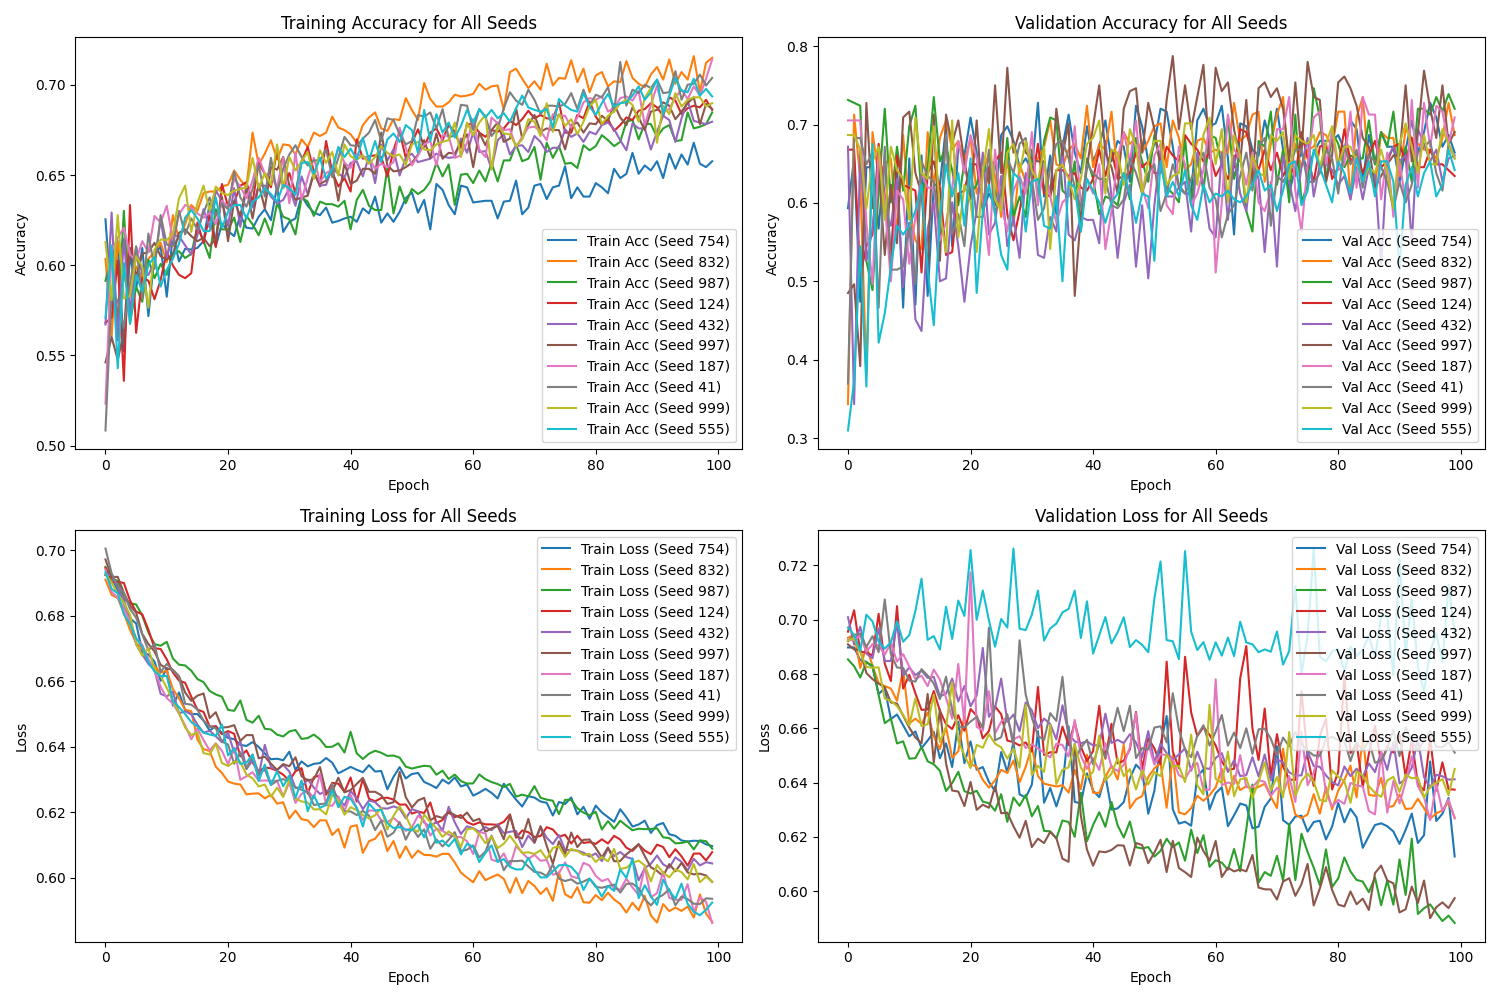 Training Accuracy for All Seeds
Accuracy
0.70
0.65
0.60
0.55
0.50
0
20
40
60
80
100
Epoch
Train Acc (Seed 754)
Train Acc (Seed 832)
Train Acc (Seed 987)
Train Acc (Seed 124)
Train Acc (Seed 432)
Train Acc (Seed 997)
Train Acc (Seed 187)
Train Acc (Seed 41)
Train Acc (Seed 999)
Train Acc (Seed 555)
Validation Accuracy for All Seeds
Accuracy
0.8
0.7
0.6
0.5
0.4
0.3
0
20
40
60
80
100
Epoch
Val Acc (Seed 754)
Val Acc (Seed 832)
Val Acc (Seed 987)
Val Acc (Seed 124)
Val Acc (Seed 432)
Val Acc (Seed 997)
Val Acc (Seed 187)
Val Acc (Seed 41)
Val Acc (Seed 999)
Val Acc (Seed 555)
Training Loss for All Seeds
Loss
0.70
0.68
0.66
0.64
0.62
0.60
0
20
40
60
80
100
Epoch
Train Loss (Seed 754)
Train Loss (Seed 832)
Train Loss (Seed 987)
Train Loss (Seed 124)
Train Loss (Seed 432)
Train Loss (Seed 997)
Train Loss (Seed 187)
Train Loss (Seed 41)
Train Loss (Seed 999)
Train Loss (Seed 555)
Validation Loss for All Seeds
Loss
0.72
0.70
0.68
0.66
0.64
0.62
0.60
0
20
40
60
80
100
Epoch
Val Loss (Seed 754)
Val Loss (Seed 832)
Val Loss (Seed 987)
Val Loss (Seed 124)
Val Loss (Seed 432)
Val Loss (Seed 997)
Val Loss (Seed 187)
Val Loss (Seed 41)
Val Loss (Seed 999)
Val Loss (Seed 555)